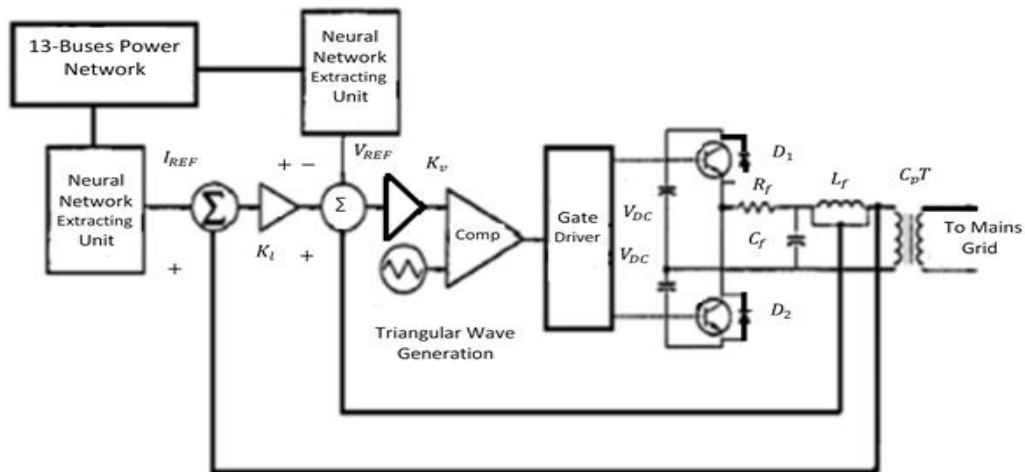 13-Buses Power
Network
Neural
Network
Extracting
Unit
Neural
Network
Extracting
Unit
I_REF
+
Σ
K_l
+ −
+
V_REF
Σ
K_v
Comp
Triangular Wave
Generation
Gate
Driver
V_DC
V_DC
D_1
D_2
R_f
C_f
L_f
C_pT
To Mains
Grid